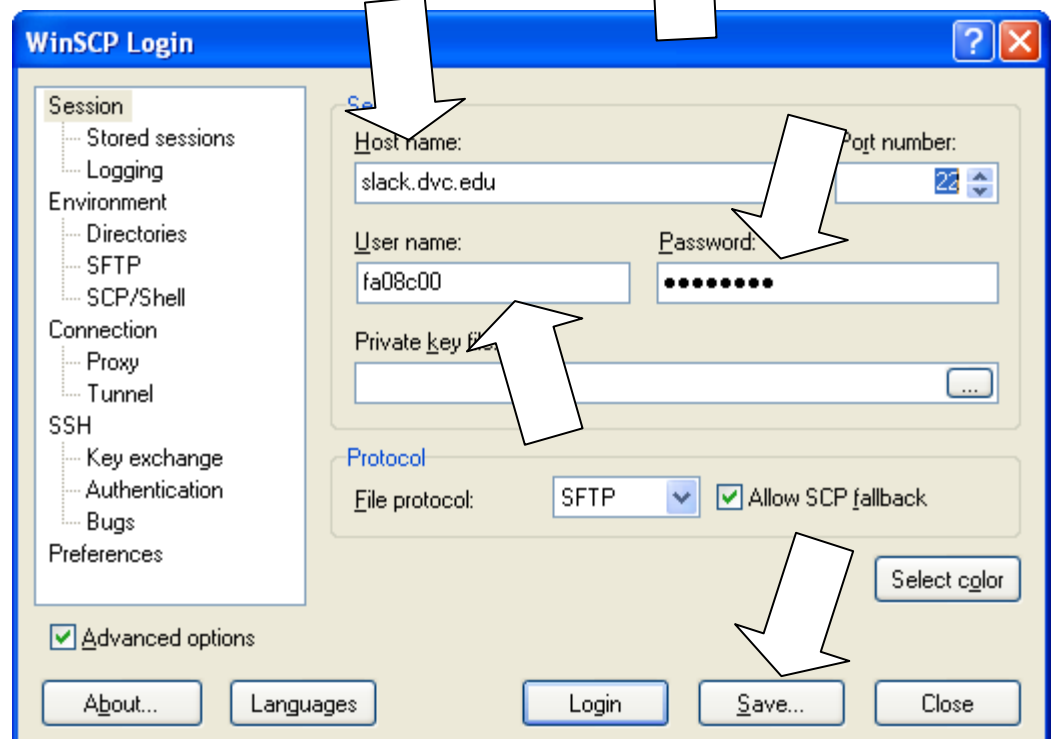 WinSCP Login
Session
Stored sessions
Logging
Environment
Directories
SFTP
SCP/Shell
Connection
Proxy
Tunnel
SSH
Key exchange
Authentication
Bugs
Preferences
Advanced options
Host name:
Port number:
slack.dvc.edu
22
User name:
Password:
fa08c00
••••••••
Private key file:
...
Protocol
File protocol:
SFTP
Allow SCP fallback
Select color
About...
Languages
Login
Save...
Close